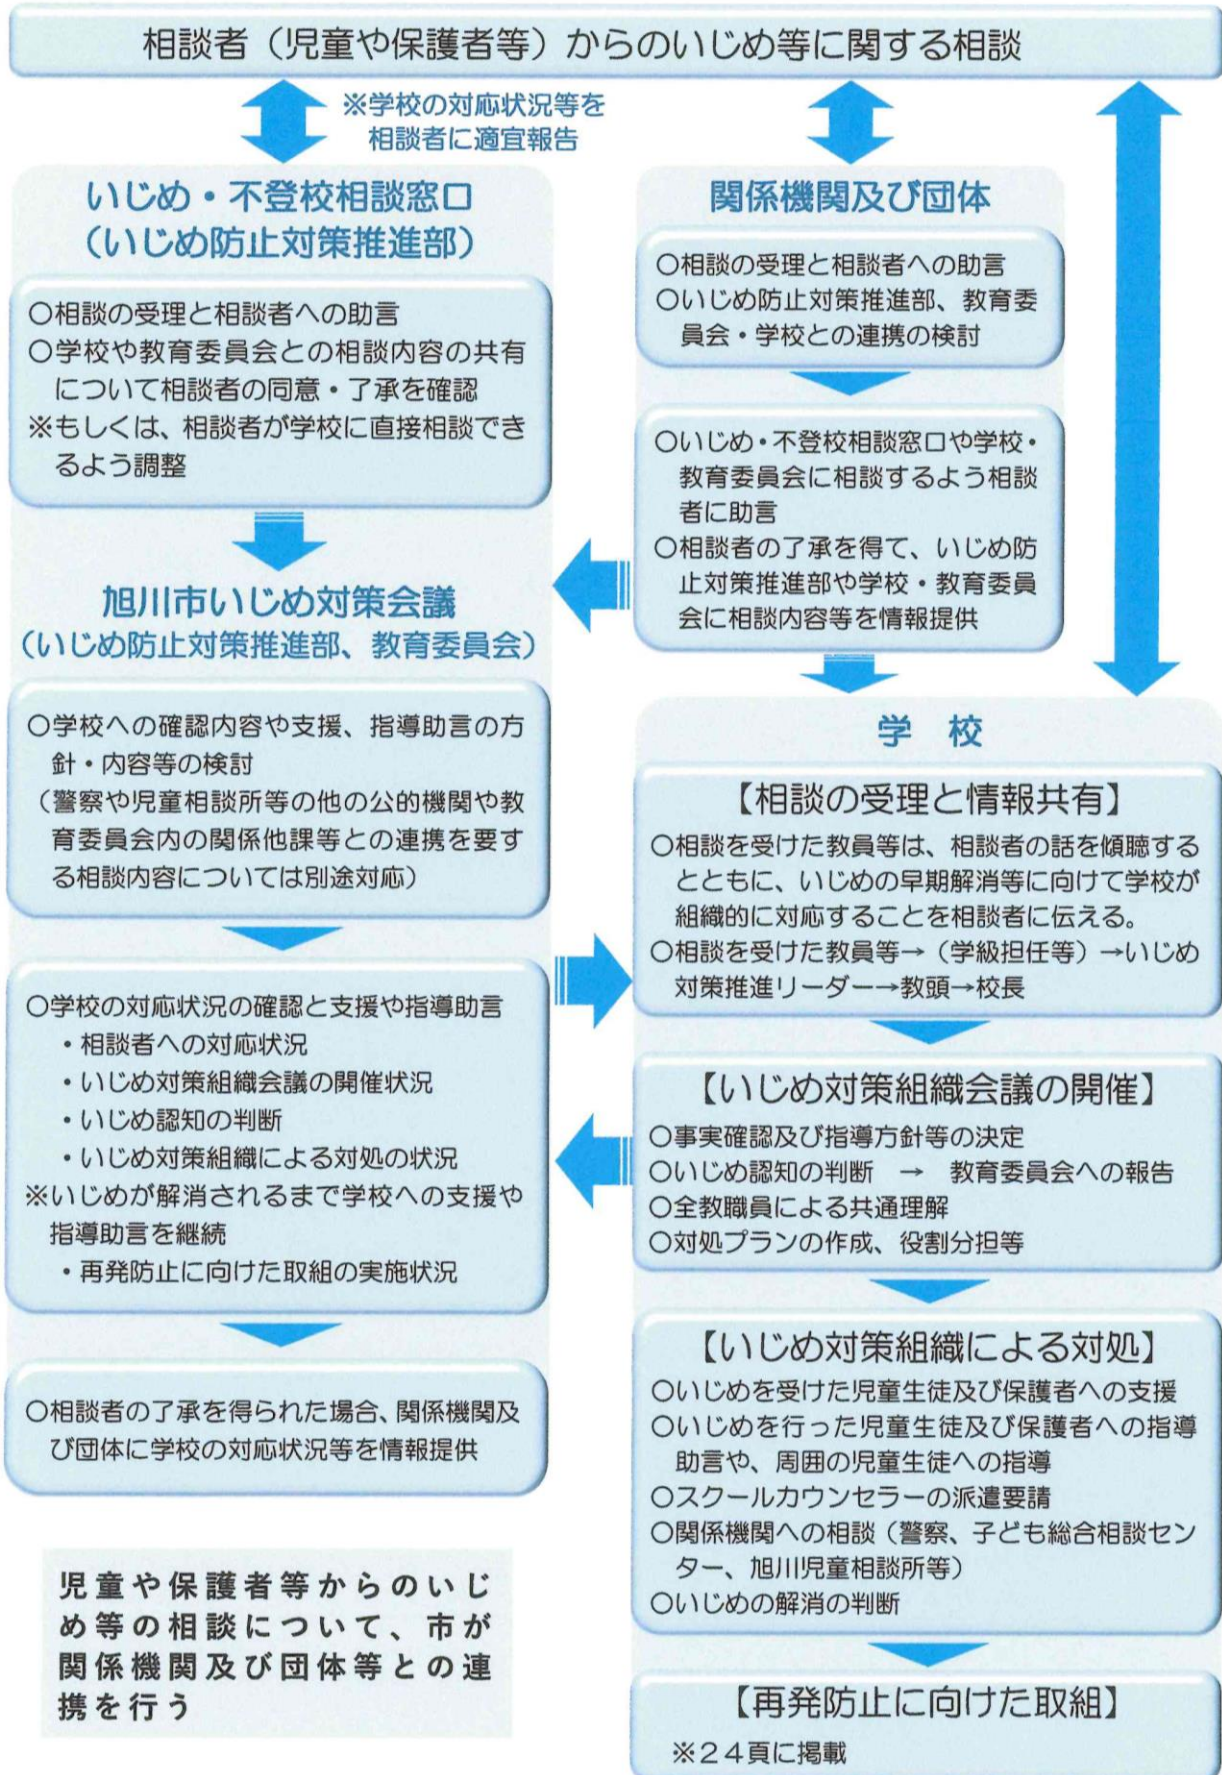 相談者（児童や保護者等）からのいじめ等に関する相談
※学校の対応状況等を
相談者に適宜報告
いじめ・不登校相談窓口
（いじめ防止対策推進部）
○相談の受理と相談者への助言
○学校や教育委員会との相談内容の共有
について相談者の同意・了承を確認
※もしくは、相談者が学校に直接相談でき
るよう調整
旭川市いじめ対策会議
（いじめ防止対策推進部、教育委員会）
○学校への確認内容や支援、指導助言の方
針・内容等の検討
（警察や児童相談所等の他の公的機関や教
育委員会内の関係他課等との連携を要す
る相談内容については別途対応）
○学校の対応状況の確認と支援や指導助言
・相談者への対応状況
・いじめ対策組織会議の開催状況
・いじめ認知の判断
・いじめ対策組織による対処の状況
※いじめが解消されるまで学校への支援や
指導助言を継続
・再発防止に向けた取組の実施状況
○相談者の了承を得られた場合、関係機関及
び団体に学校の対応状況等を情報提供
児童や保護者等からのいじ
め等の相談について、市が
関係機関及び団体等との連
携を行う
関係機関及び団体
○相談の受理と相談者への助言
○いじめ防止対策推進部、教育委
員会・学校との連携の検討
○いじめ・不登校相談窓口や学校・
教育委員会に相談するよう相談
者に助言
○相談者の了承を得て、いじめ防
止対策推進部や学校・教育委員
会に相談内容等を情報提供
学 校
【相談の受理と情報共有】
○相談を受けた教員等は、相談者の話を傾聴する
とともに、いじめの早期解消等に向けて学校が
組織的に対応することを相談者に伝える。
○相談を受けた教員等→（学級担任等）→いじめ
対策推進リーダー→教頭→校長
【いじめ対策組織会議の開催】
○事実確認及び指導方針等の決定
○いじめ認知の判断 → 教育委員会への報告
○全教職員による共通理解
○対処プランの作成、役割分担等
【いじめ対策組織による対処】
○いじめを受けた児童生徒及び保護者への支援
○いじめを行った児童生徒及び保護者への指導
助言や、周囲の児童生徒への指導
○スクールカウンセラーの派遣要請
○関係機関への相談（警察、子ども総合相談セン
ター、旭川児童相談所等）
○いじめの解消の判断
【再発防止に向けた取組】
※２４頁に掲載